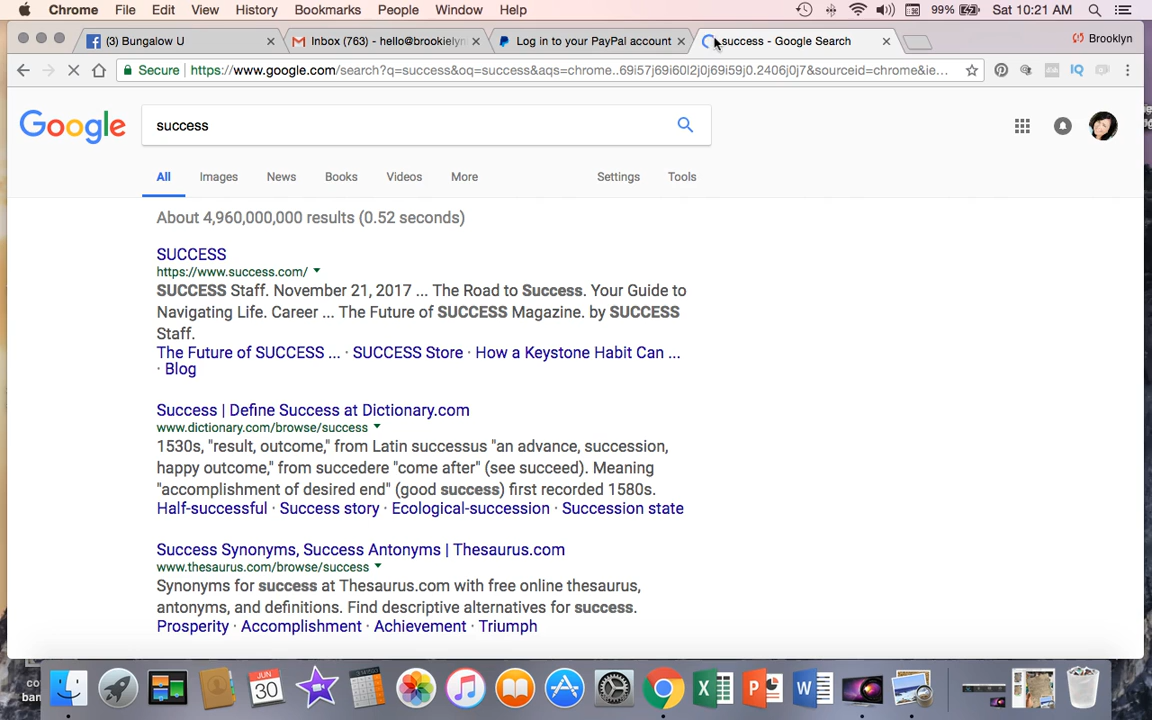 Chrome File Edit View History Bookmarks People Window Help 99% Sat 10:21 AM
(3) Bungalow U Inbox (763) - hello@brookielyn Log in to your PayPal account success - Google Search Brooklyn
Secure https://www.google.com/search?q=success&oq=success&aqs=chrome..69i57j69i60l2j0j69i59j0.2406j0j7&sourceid=chrome&ie...
Google success
All Images News Books Videos More Settings Tools
About 4,960,000,000 results (0.52 seconds)
SUCCESS
https://www.success.com/
SUCCESS Staff. November 21, 2017 ... The Road to Success. Your Guide to
Navigating Life. Career ... The Future of SUCCESS Magazine. by SUCCESS
Staff.
The Future of SUCCESS ... · SUCCESS Store · How a Keystone Habit Can ...
· Blog
Success | Define Success at Dictionary.com
www.dictionary.com/browse/success
1530s, "result, outcome," from Latin successus "an advance, succession,
happy outcome," from succedere "come after" (see succeed). Meaning
"accomplishment of desired end" (good success) first recorded 1580s.
Half-successful · Success story · Ecological-succession · Succession state
Success Synonyms, Success Antonyms | Thesaurus.com
www.thesaurus.com/browse/success
Synonyms for success at Thesaurus.com with free online thesaurus,
antonyms, and definitions. Find descriptive alternatives for success.
Prosperity · Accomplishment · Achievement · Triumph
co
ban
JUN
30